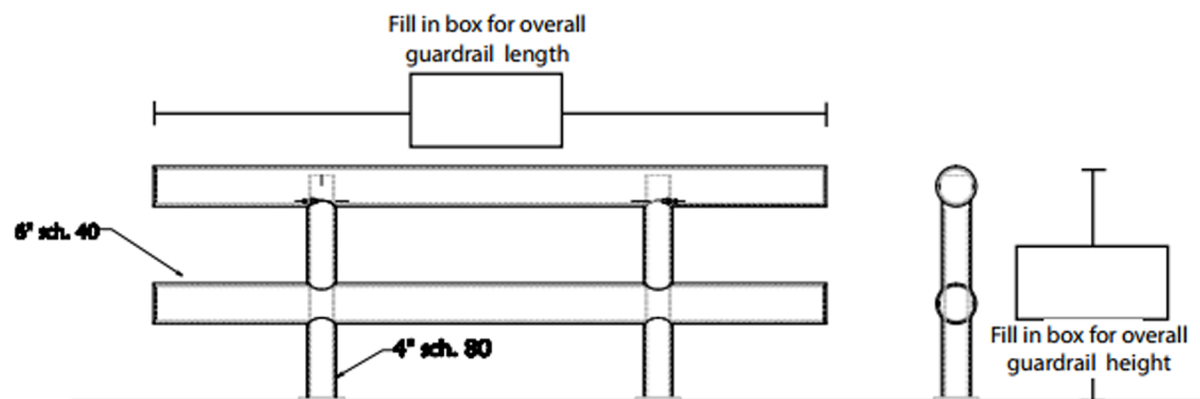 Fill in box for overall
guardrail length
6" sch. 40
4" sch. 80
Fill in box for overall
guardrail height